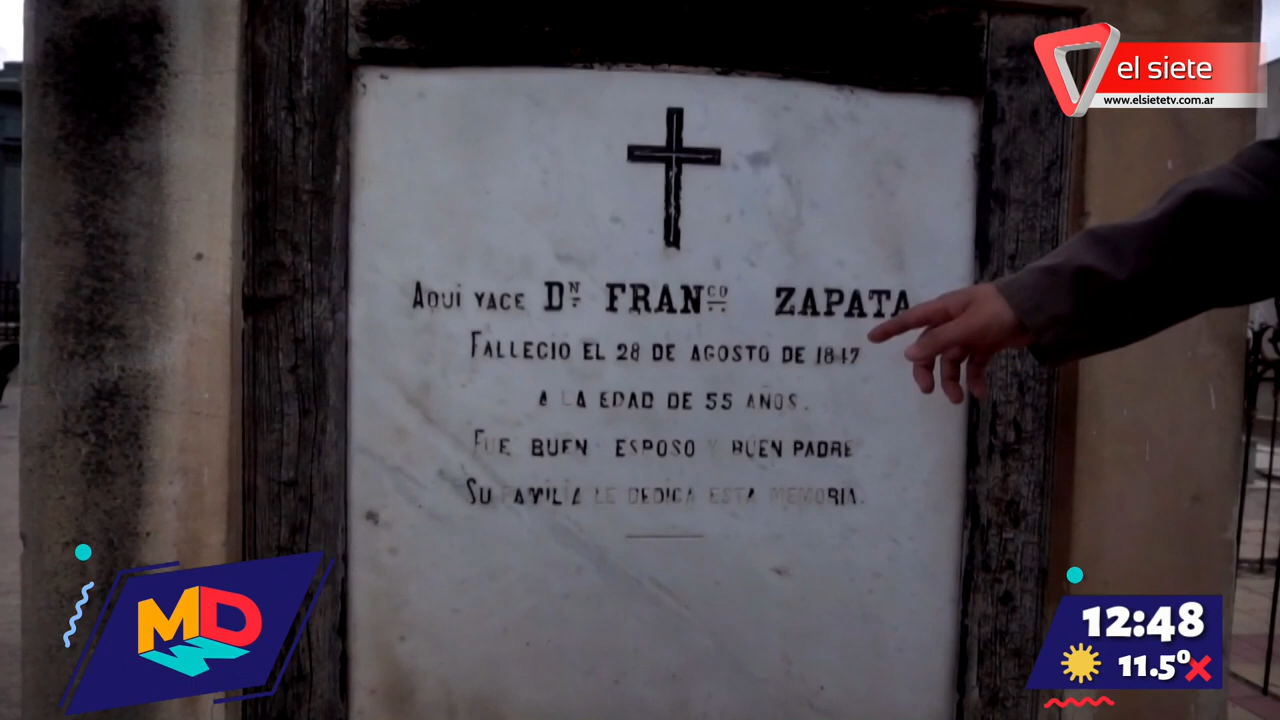 el siete
www.elsietetv.com.ar
AQUI YACE DN FRANCO ZAPATA
FALLECIO EL 28 DE AGOSTO DE 1847
A LA EDAD DE 55 AÑOS.
FUE BUEN ESPOSO Y BUEN PADRE
SU FAMILIA LE DEDICA ESTA MEMORIA.
MD
12:48
11.5º